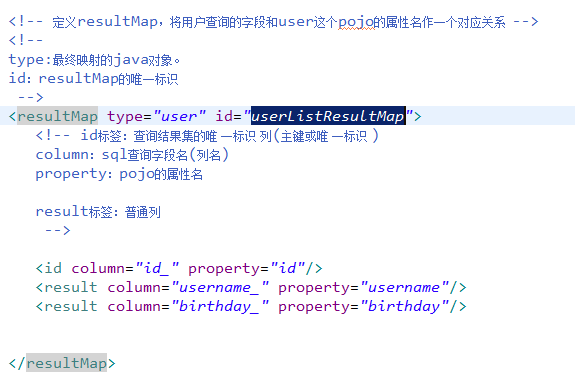 <!-- 定义resultMap，将用户查询的字段和user这个pojo的属性名作一个对应关系 -->
<!--
type:最终映射的java对象。
id：resultMap的唯一标识
-->
<resultMap type="user" id="userListResultMap">
<!-- id标签：查询结果集的唯一标识 列(主键或唯一标识 )
column：sql查询字段名(列名)
property：pojo的属性名
result标签：普通列
-->
<id column="id_" property="id"/>
<result column="username_" property="username"/>
<result column="birthday_" property="birthday"/>
</resultMap>